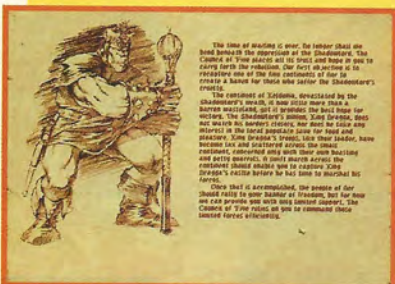 The time of waiting is over. No longer shall we
bend beneath the oppression of the Shadowlord. The
Council of Five places all its trust and hope in you to
carry forth the rebellion. Our first objective is to
recapture one of the five continents of
create a haven for those who suffer the Shadowlord's
cruelty.
The continent of devastated by the
Shadowlord's wrath, is now little more than a
barren wasteland, yet it provides the best hope for
victory. The Shadowlord's minion, King does
not watch his borders closely, nor does he take any
interest in the local populace save for food and
pleasure. King troops, like their leader, have
become lax and scattered across the small
continent, concerned only with their own boasting
and petty quarrels. A swift march across the
continent should enable you to capture King
castle before he has time to marshal his
forces.
Once that is accomplished, the people of
should rally to your banner of freedom, but for now
we can provide you with only limited support. The
Council of Five relies on you to command these
limited forces efficiently.